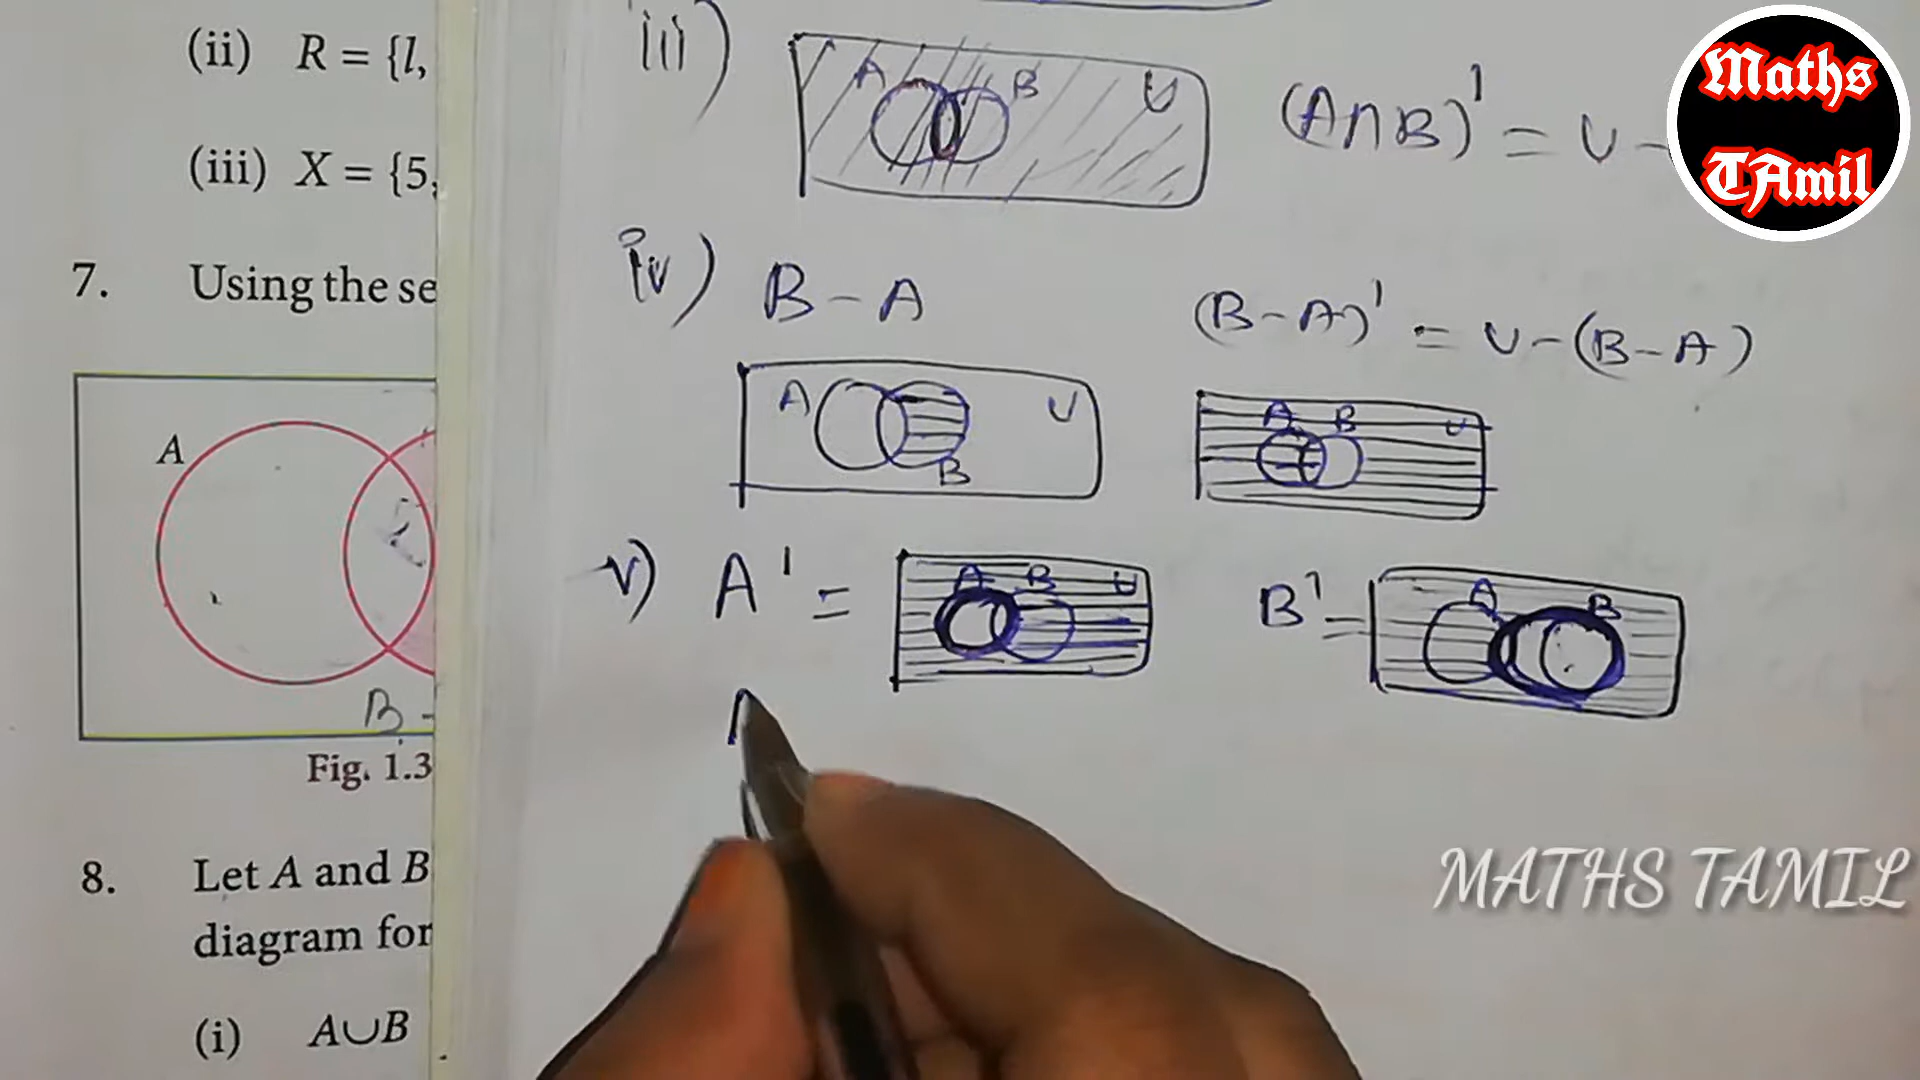 (ii) R = {l,
(iii) X = {5,
7. Using the se
A
B -
Fig. 1.3
8. Let A and B
diagram for
(i) A∪B
iii)
A B U
(A∩B)' = U -
iv) B - A
(B - A)' = U - (B - A)
A B U
A B U
v) A' =
A B U
B' =
A B
Maths
TAmil
MATHS TAMIL